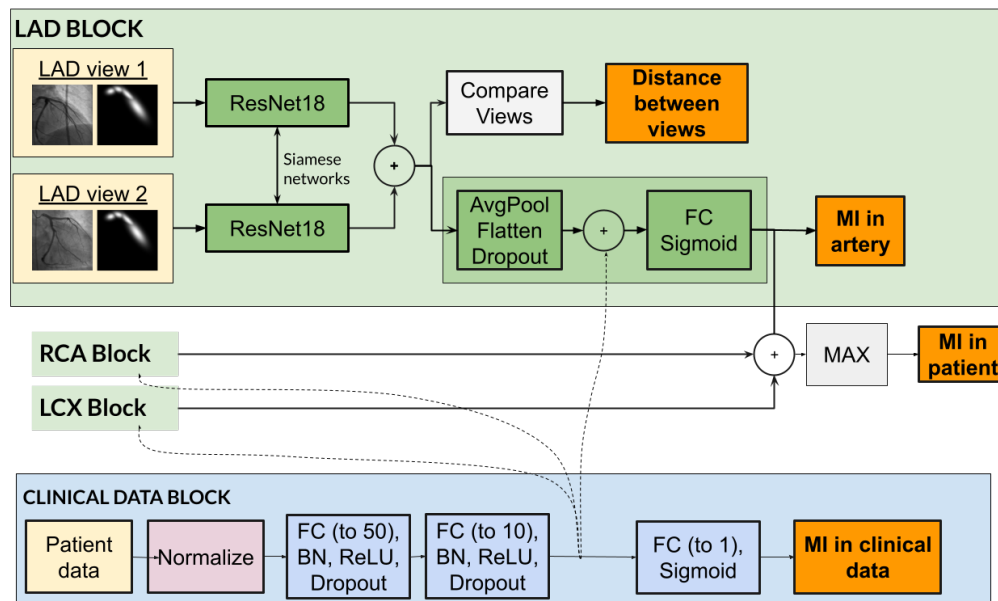 LAD BLOCK
LAD view 1
ResNet18
Siamese
networks
LAD view 2
ResNet18
+
Compare
Views
Distance
between
views
AvgPool
Flatten
Dropout
+
FC
Sigmoid
MI in
artery
RCA Block
LCX Block
+
MAX
MI in
patient
CLINICAL DATA BLOCK
Patient
data
Normalize
FC (to 50),
BN, ReLU,
Dropout
FC (to 10),
BN, ReLU,
Dropout
FC (to 1),
Sigmoid
MI in clinical
data